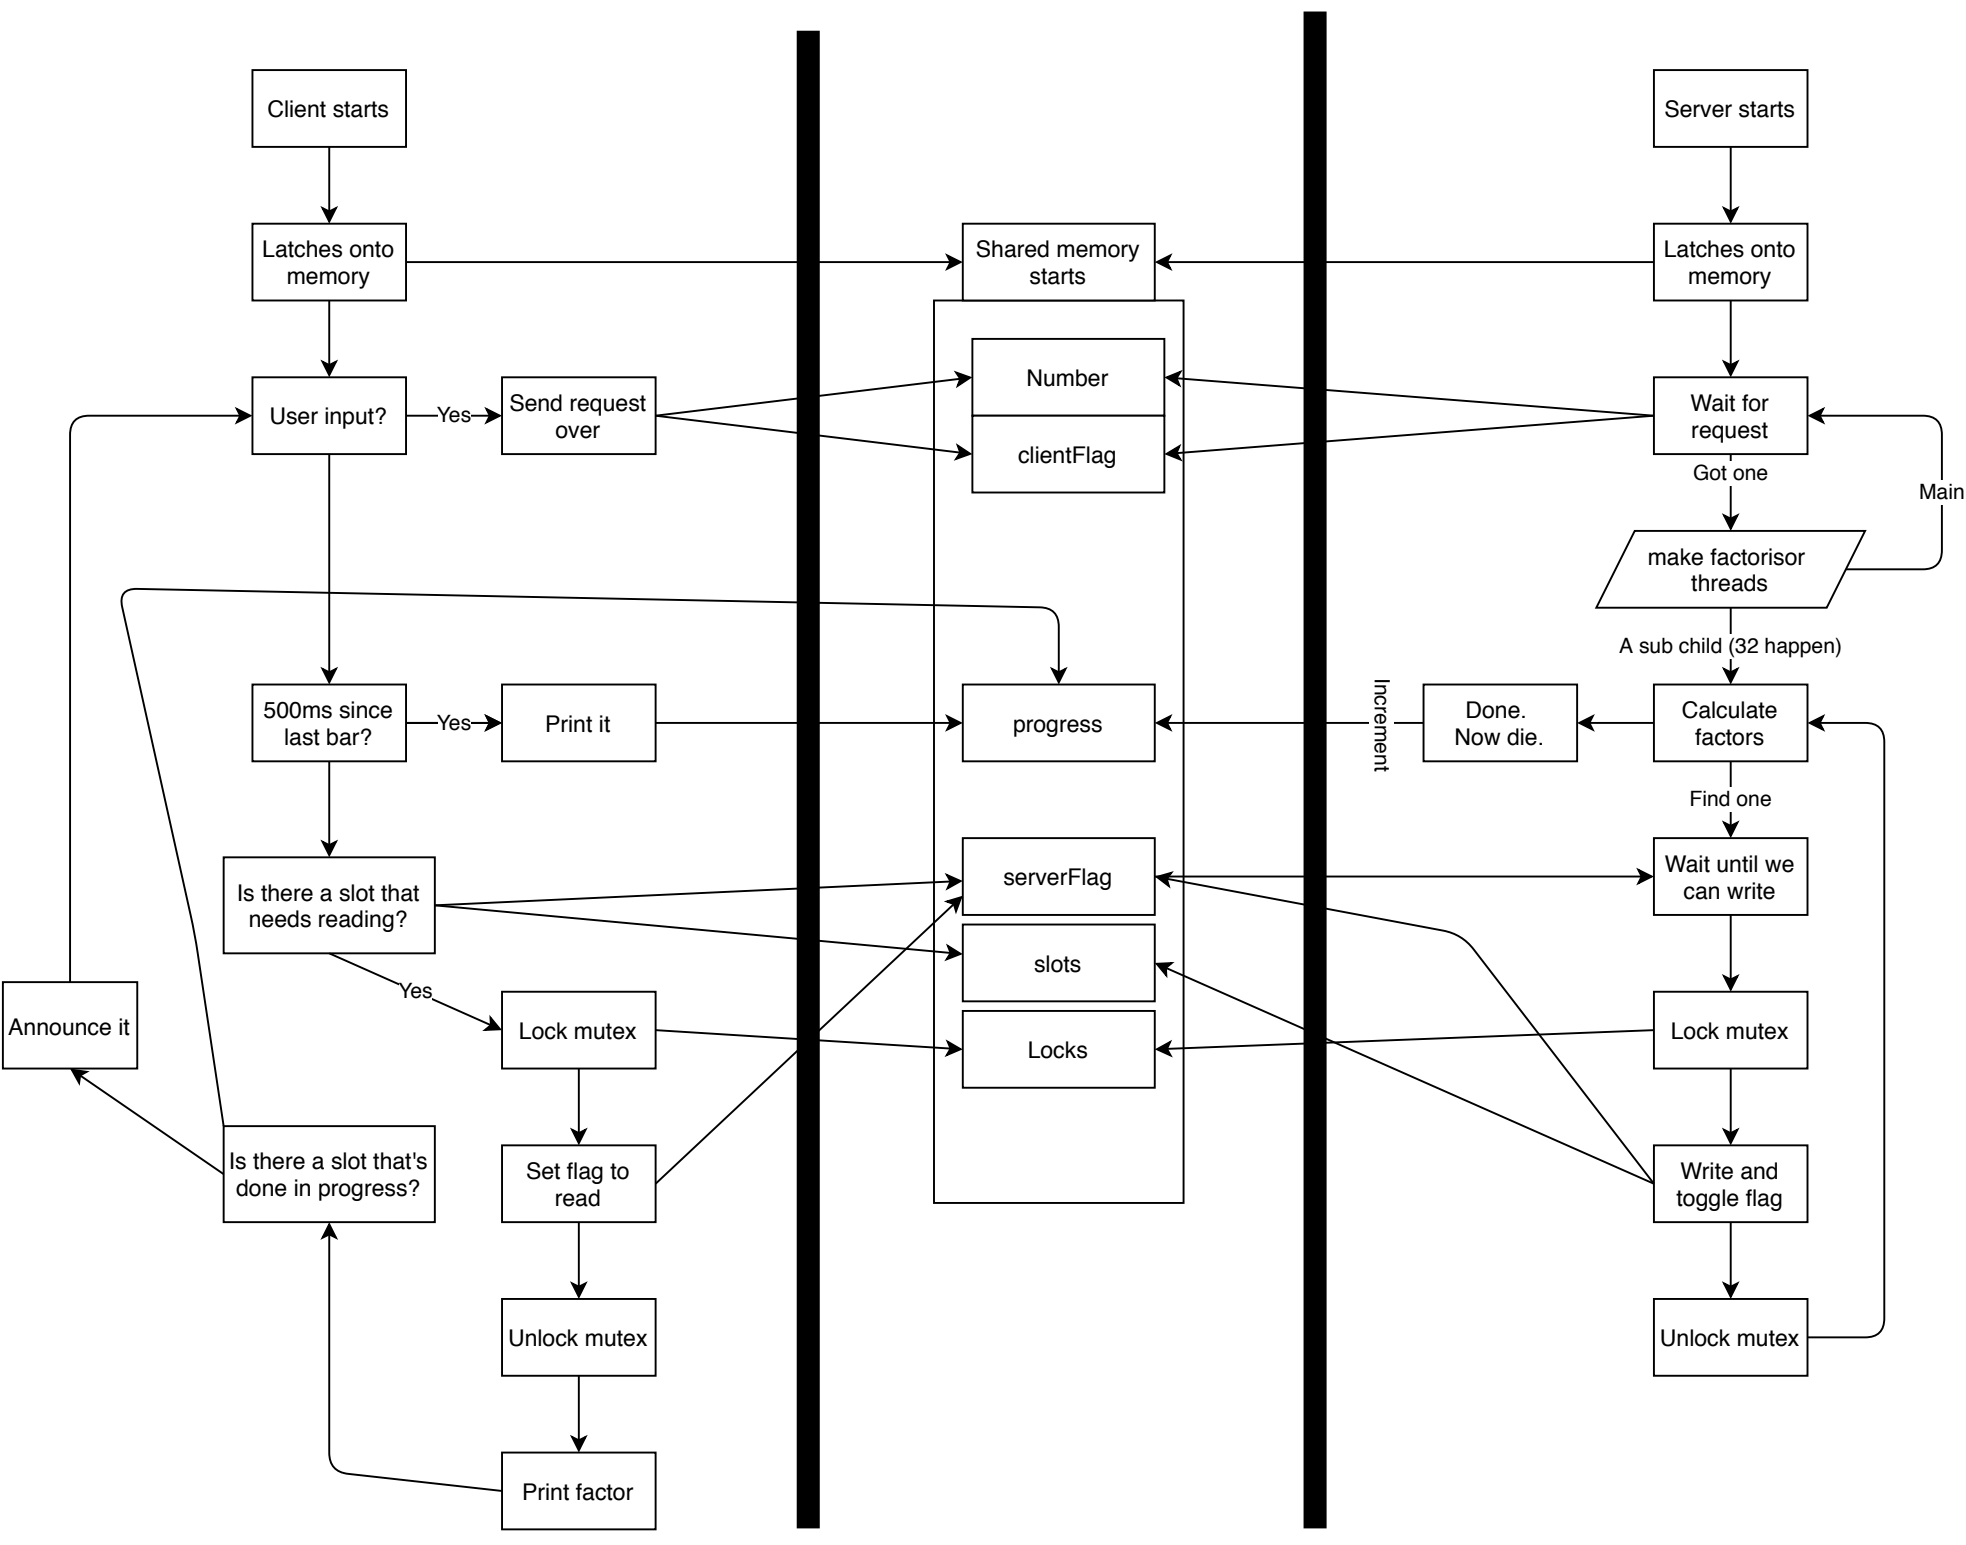 Client starts
Server starts
Latches onto
memory
Shared memory
starts
Latches onto
memory
User input?
Yes
Send request
over
Number
clientFlag
Wait for
request
Got one
Main
make factorisor
threads
A sub child (32 happen)
500ms since
last bar?
Yes
Print it
progress
Increment
Done.
Now die.
Calculate
factors
Find one
Is there a slot that
needs reading?
serverFlag
Wait until we
can write
slots
Yes
Announce it
Lock mutex
Locks
Lock mutex
Is there a slot that's
done in progress?
Set flag to
read
Write and
toggle flag
Unlock mutex
Unlock mutex
Print factor